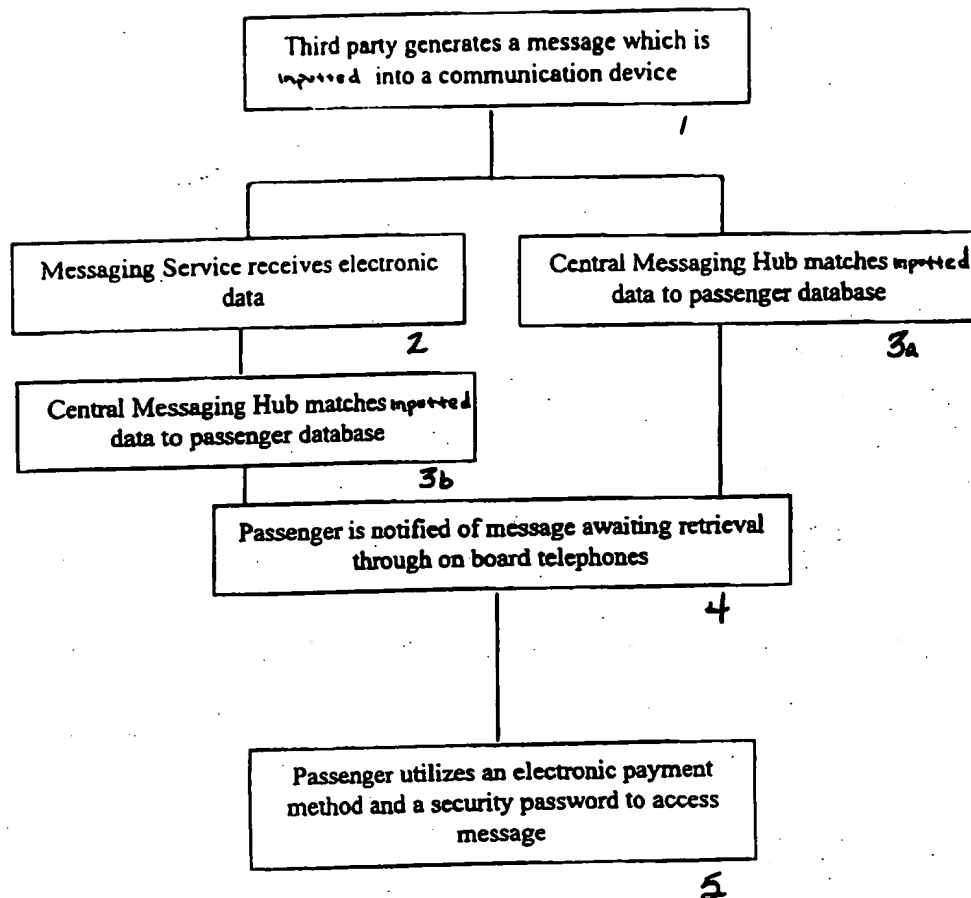 Third party generates a message which is
inputted into a communication device
1
Messaging Service receives electronic
data
2
Central Messaging Hub matches inputted
data to passenger database
3a
Central Messaging Hub matches inputted
data to passenger database
3b
Passenger is notified of message awaiting retrieval
through on board telephones
4
Passenger utilizes an electronic payment
method and a security password to access
message
5